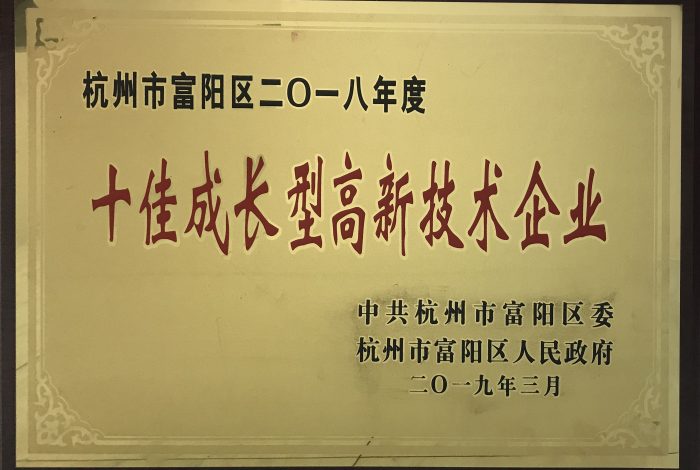 杭州市富阳区二〇一八年度
十佳成长型高新技术企业
中共杭州市富阳区委
杭州市富阳区人民政府
二〇一九年三月